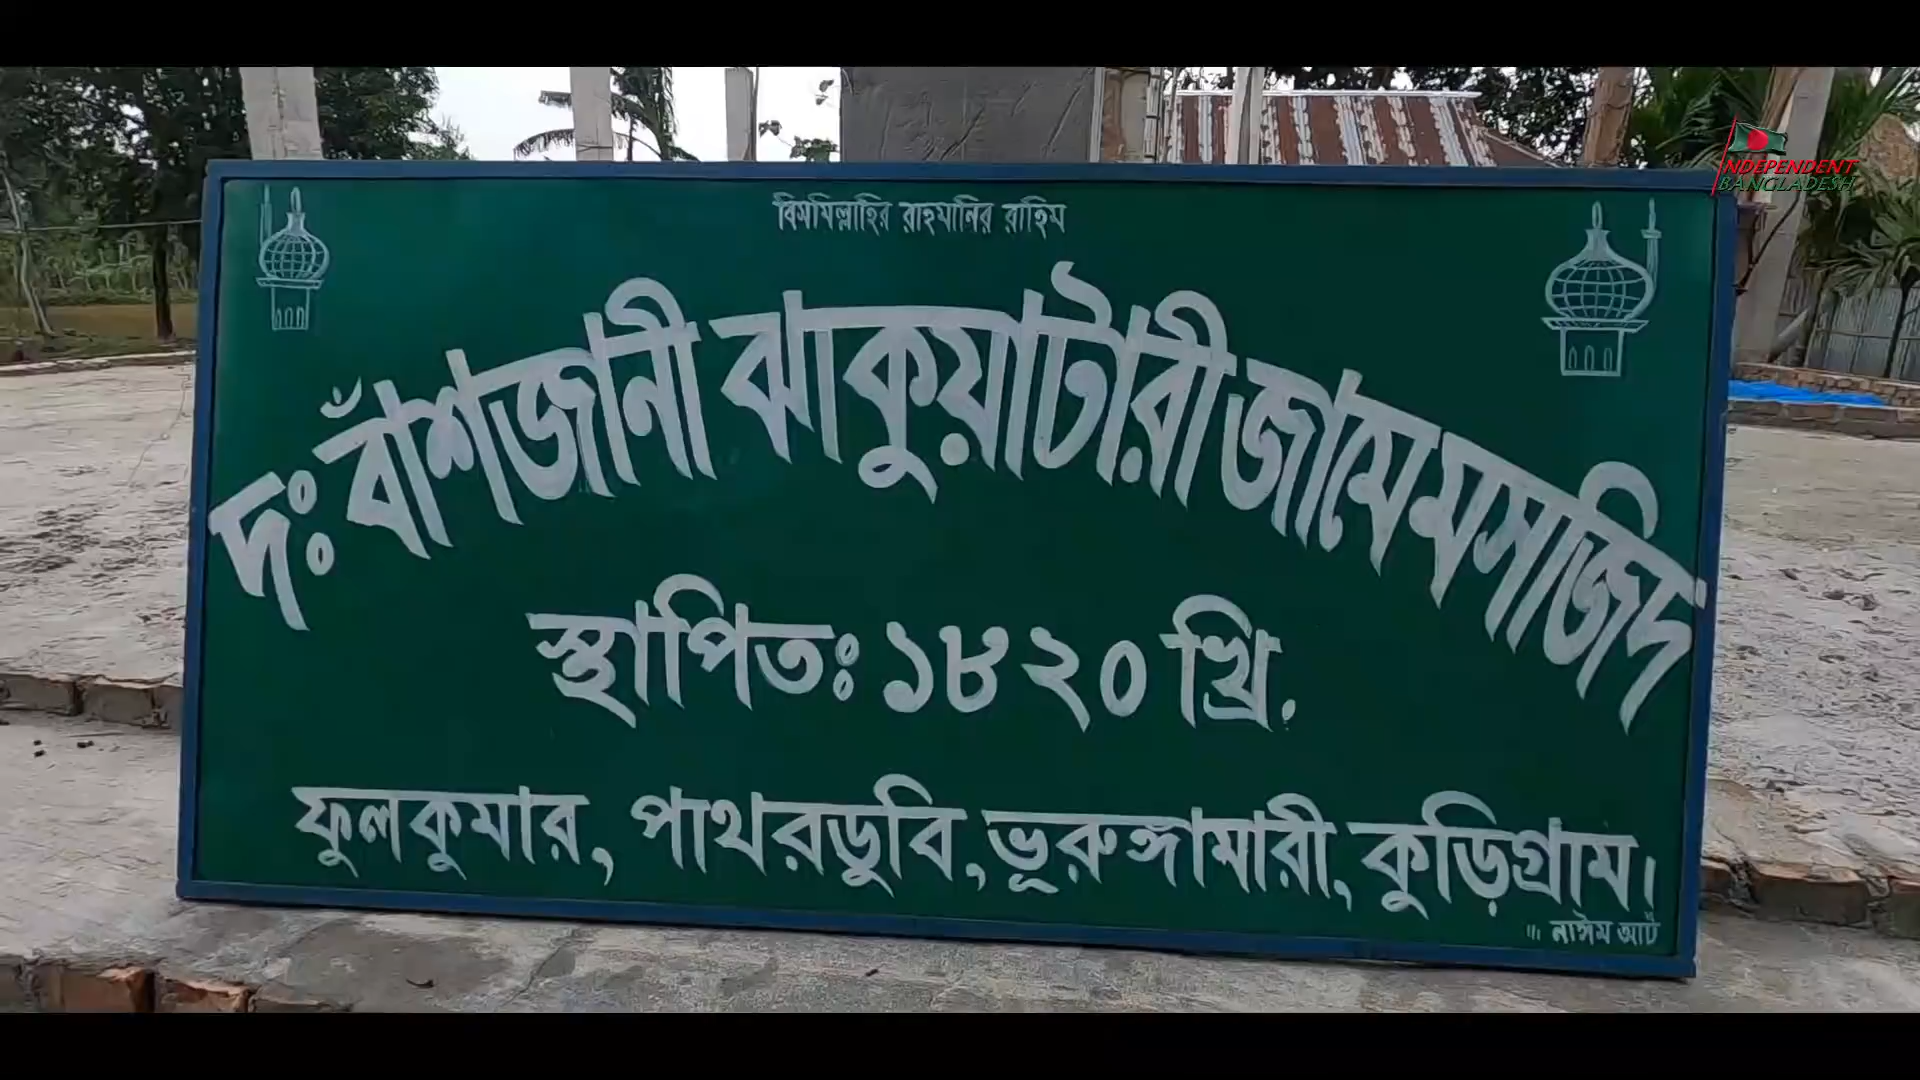 INDEPENDENT
BANGLADESH
বিসমিল্লাহির রাহমানির রাহিম
দঃ বাঁশজানী ঝাকুয়াটারী জামে মসজিদ
স্থাপিতঃ ১৮২০ খ্রি.
ফুলকুমার, পাথরডুবি, ভূরুঙ্গামারী, কুড়িগ্রাম।
নাঈম আর্ট